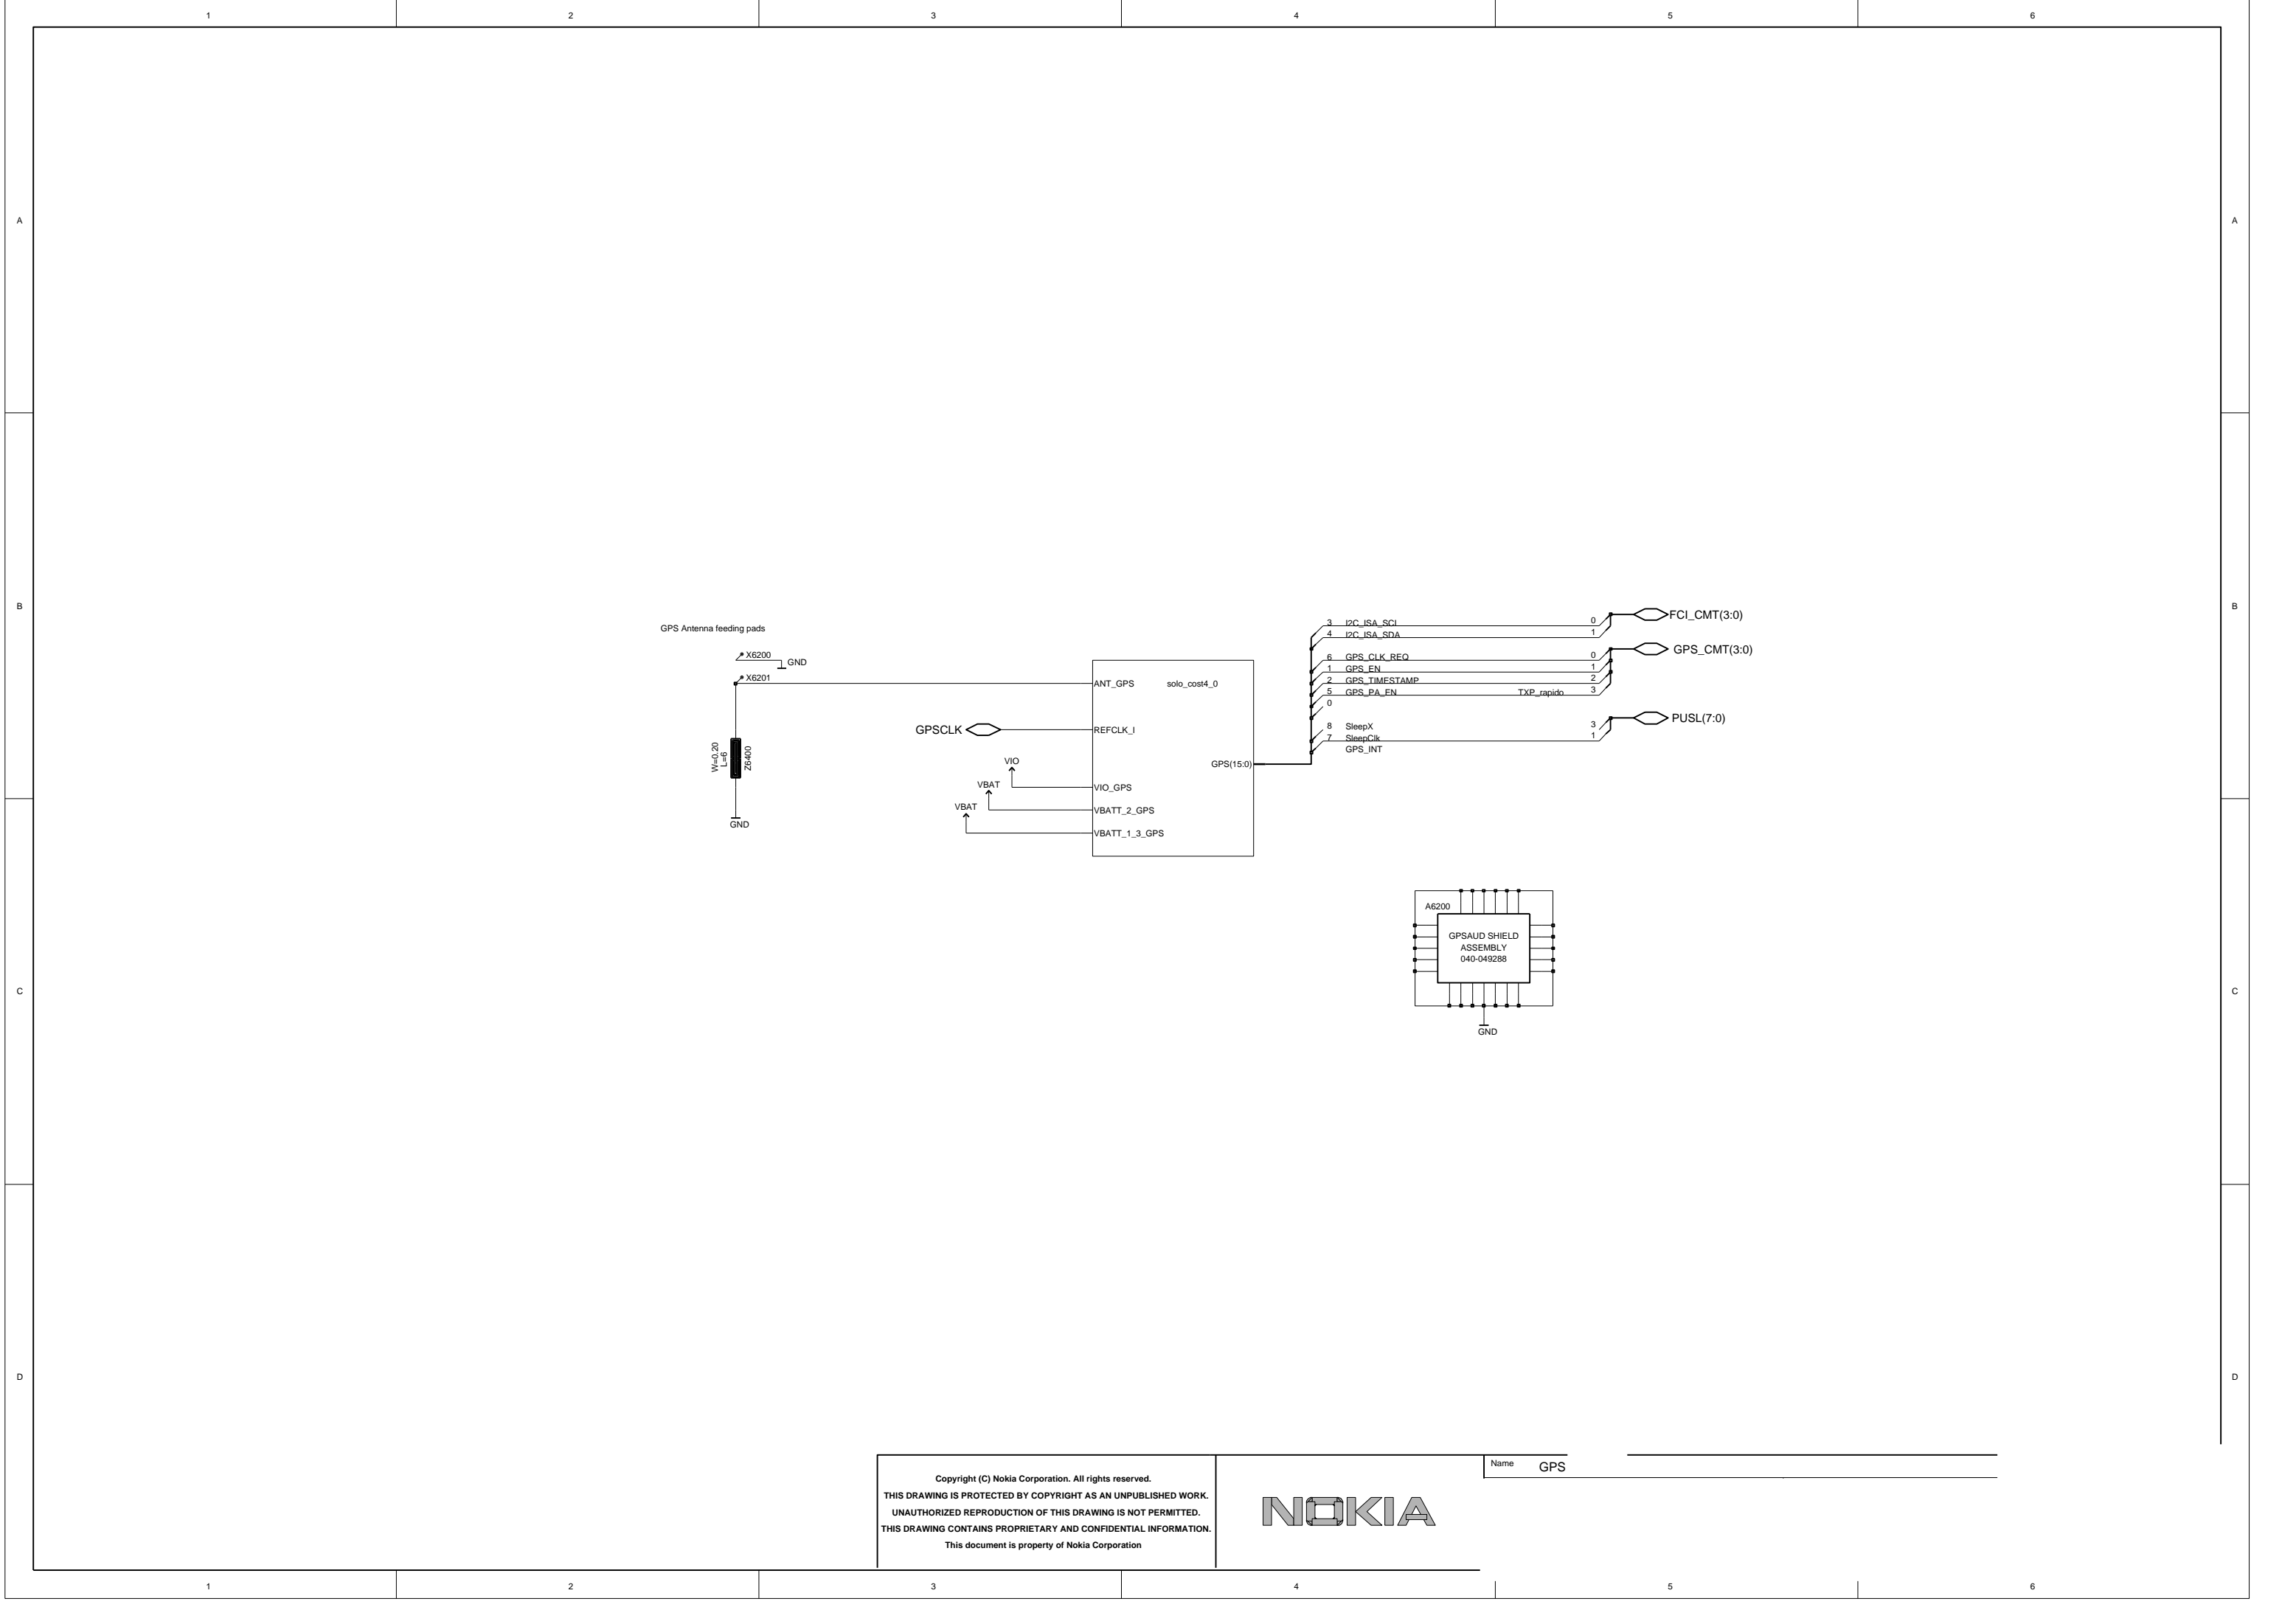 1 2 3 4 5 6
A A
B B
C C
D D
GPS Antenna feeding pads
X6200
GND
X6201
W=0.20
L=6
Z6400
GND
ANT_GPS solo_cost4_0
GPSCLK REFCLK_I
GPS(15:0)
VIO
VIO_GPS
VBAT
VBATT_2_GPS
VBAT
VBATT_1_3_GPS
3 I2C_ISA_SCL 0 FCI_CMT(3:0)
4 I2C_ISA_SDA 1
6 GPS_CLK_REQ 0 GPS_CMT(3:0)
1 GPS_EN 1
2 GPS_TIMESTAMP 2
5 GPS_PA_EN TXP_rapido 3
0
8 SleepX 3 PUSL(7:0)
7 SleepClk 1
GPS_INT
A6200
GPSAUD SHIELD
ASSEMBLY
040-049288
GND
Copyright (C) Nokia Corporation. All rights reserved.
THIS DRAWING IS PROTECTED BY COPYRIGHT AS AN UNPUBLISHED WORK.
UNAUTHORIZED REPRODUCTION OF THIS DRAWING IS NOT PERMITTED.
THIS DRAWING CONTAINS PROPRIETARY AND CONFIDENTIAL INFORMATION.
This document is property of Nokia Corporation
NOKIA
Name GPS
1 2 3 4 5 6